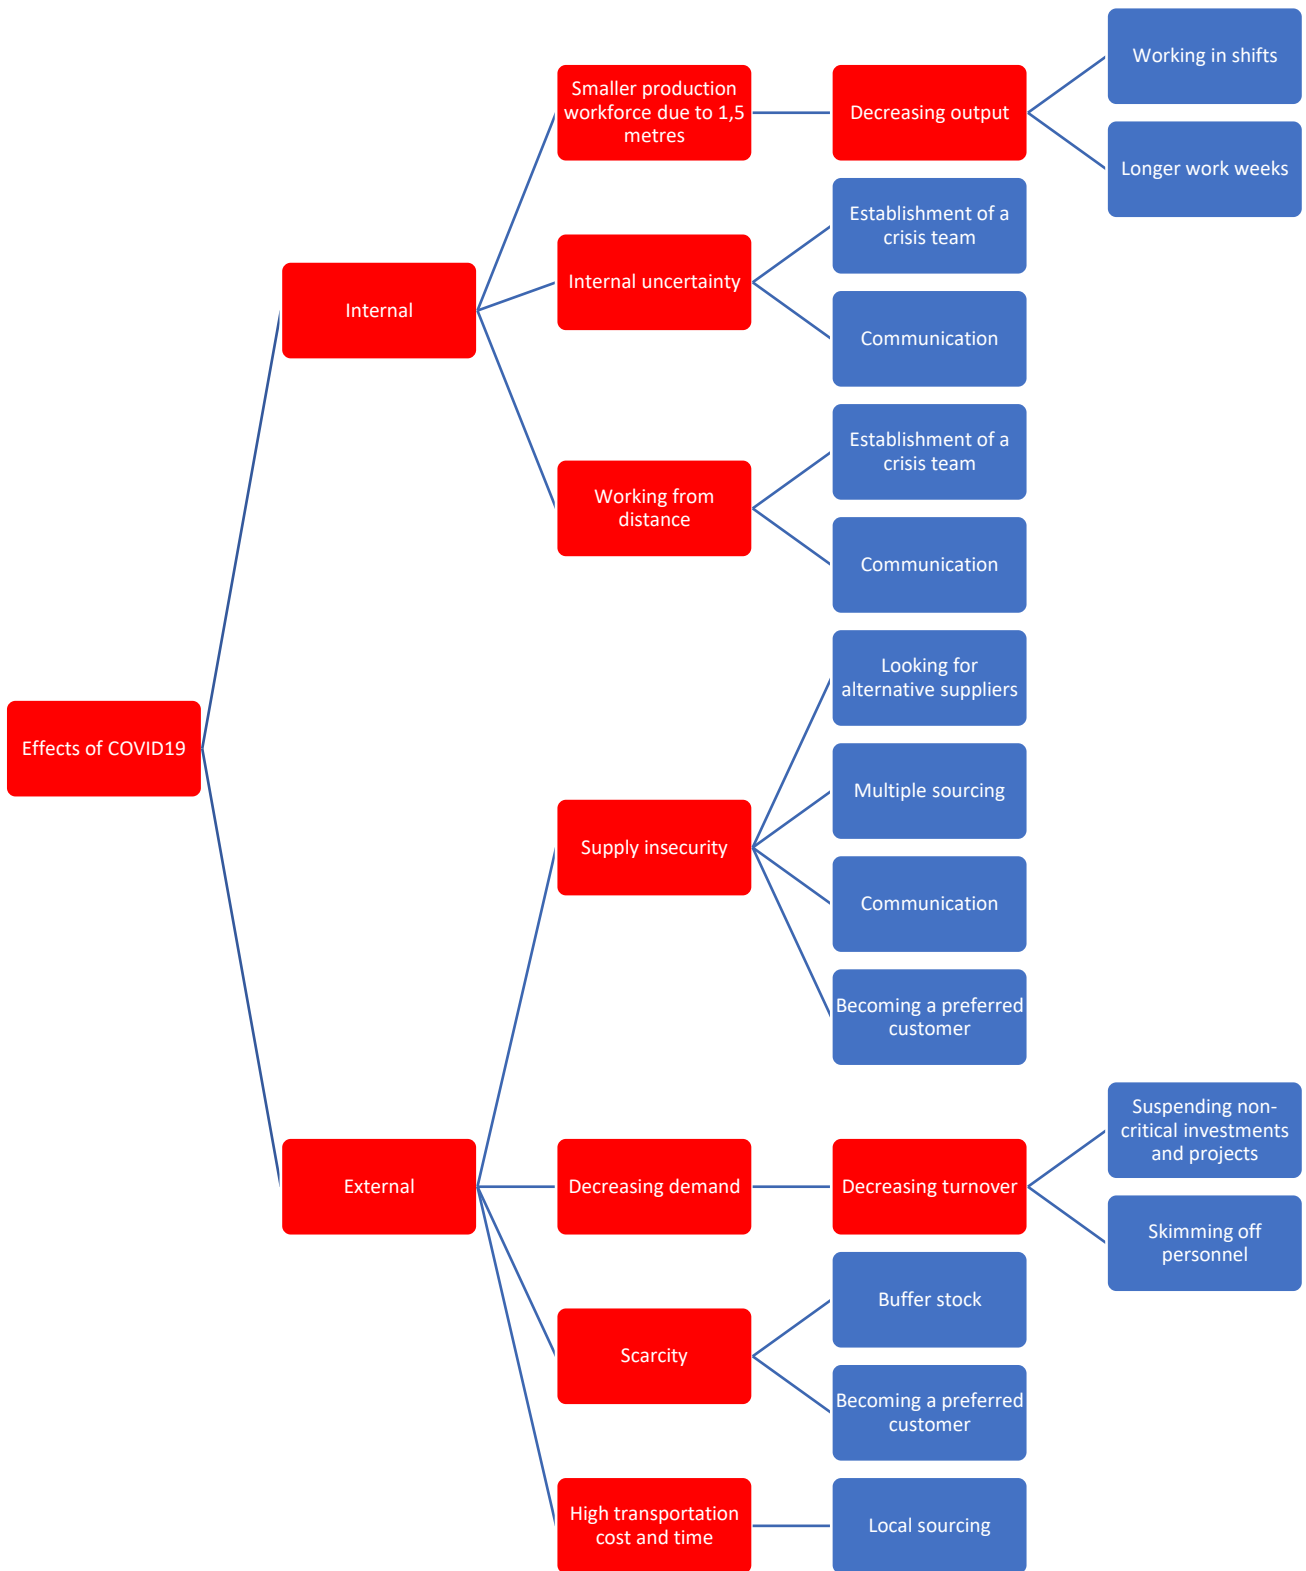 Effects of COVID19
Internal
Smaller production
workforce due to 1,5
metres
Decreasing output
Working in shifts
Longer work weeks
Internal uncertainty
Establishment of a
crisis team
Communication
Working from
distance
Establishment of a
crisis team
Communication
External
Supply insecurity
Looking for
alternative suppliers
Multiple sourcing
Communication
Becoming a preferred
customer
Decreasing demand
Decreasing turnover
Suspending non-
critical investments
and projects
Skimming off
personnel
Scarcity
Buffer stock
Becoming a preferred
customer
High transportation
cost and time
Local sourcing